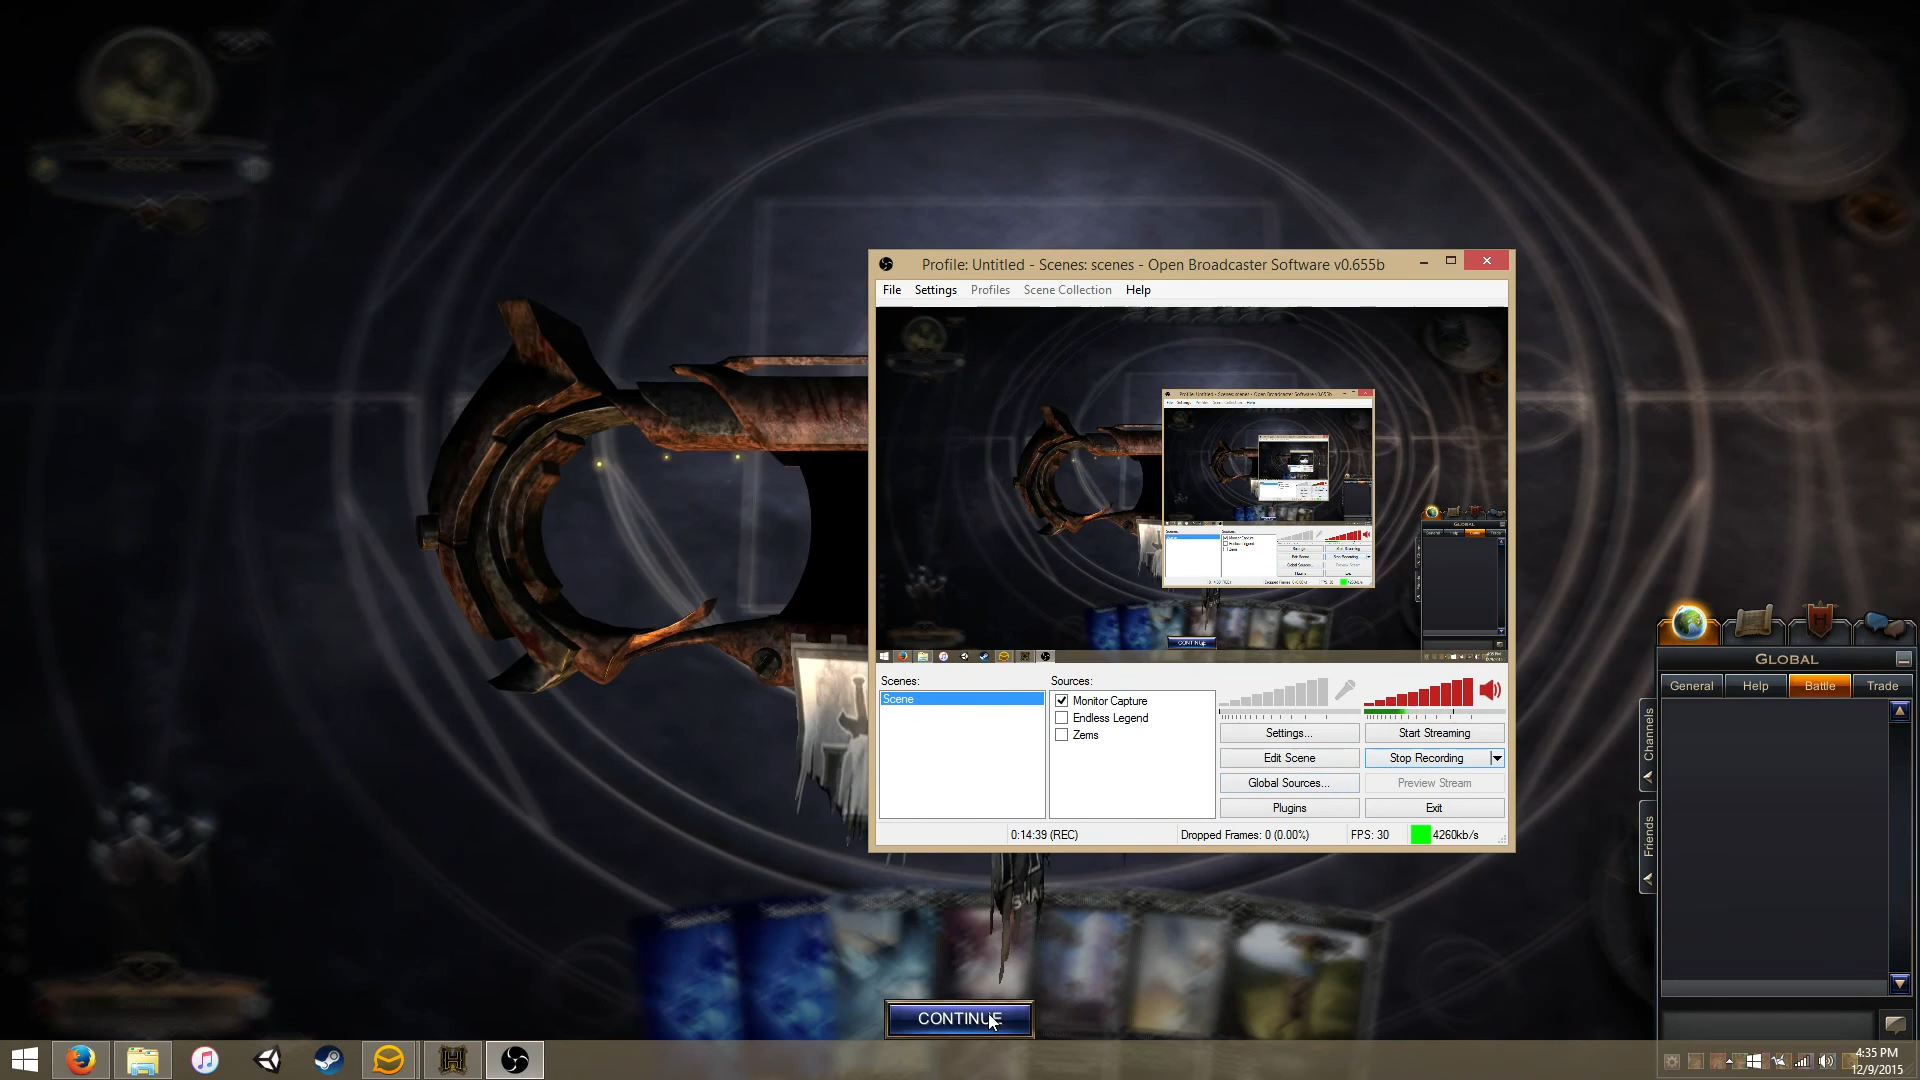 Profile: Untitled - Scenes: scenes - Open Broadcaster Software v0.655b
File Settings Profiles Scene Collection Help
Scenes:
Scene
Sources:
Monitor Capture
Endless Legend
Zems
Settings...
Start Streaming
Edit Scene
Stop Recording
Global Sources...
Preview Stream
Plugins
Exit
0:14:39 (REC)
Dropped Frames: 0 (0.00%)
FPS: 30
4260kb/s
GLOBAL
General
Help
Battle
Trade
Channels
Friends
CONTINUE
4:35 PM
12/9/2015